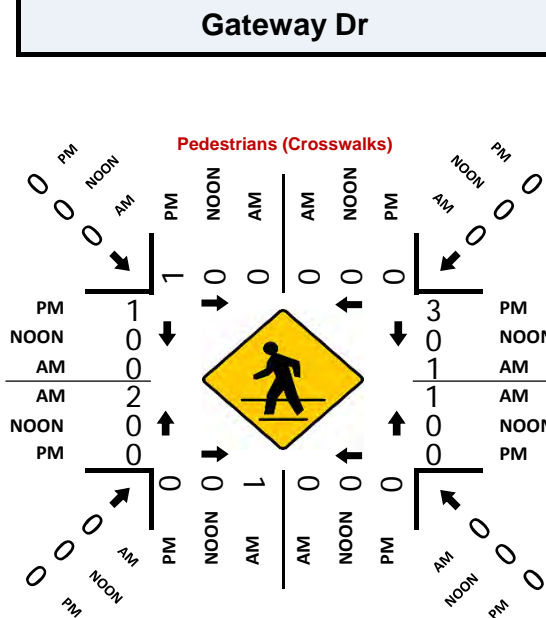 Gateway Dr
Pedestrians (Crosswalks)
PM NOON AM PM NOON AM AM NOON PM AM NOON PM
0 0 0 1 0 0 0 0 0 0 0 0
PM 1 3 PM
NOON 0 0 NOON
AM 0 1 AM
AM 2 1 AM
NOON 0 0 NOON
PM 0 0 PM
0 0 0 0 0 1 0 0 0 0 0 0
PM NOON AM PM NOON AM AM NOON PM AM NOON PM